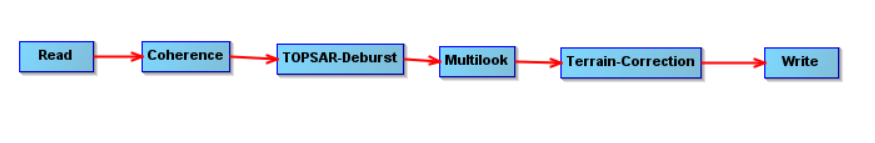 Read
Coherence
TOPSAR-Deburst
Multilook
Terrain-Correction
Write